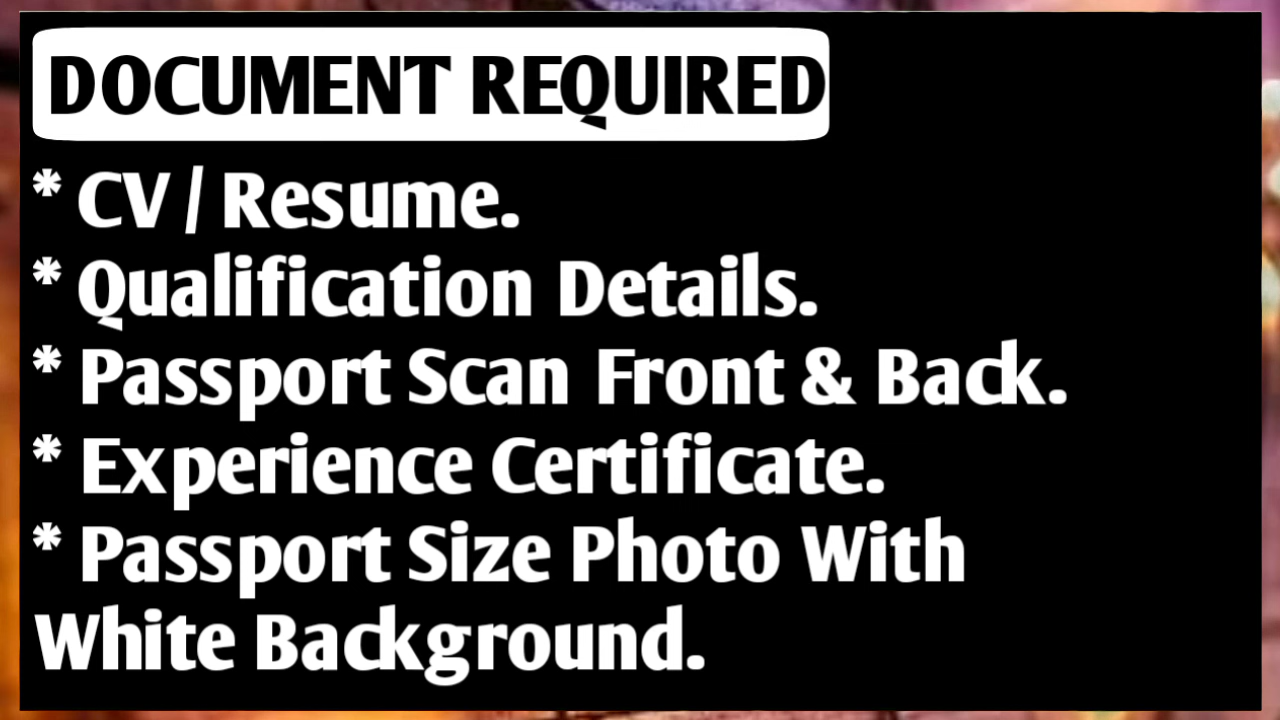 DOCUMENT REQUIRED
* CV / Resume.
* Qualification Details.
* Passport Scan Front & Back.
* Experience Certificate.
* Passport Size Photo With
White Background.